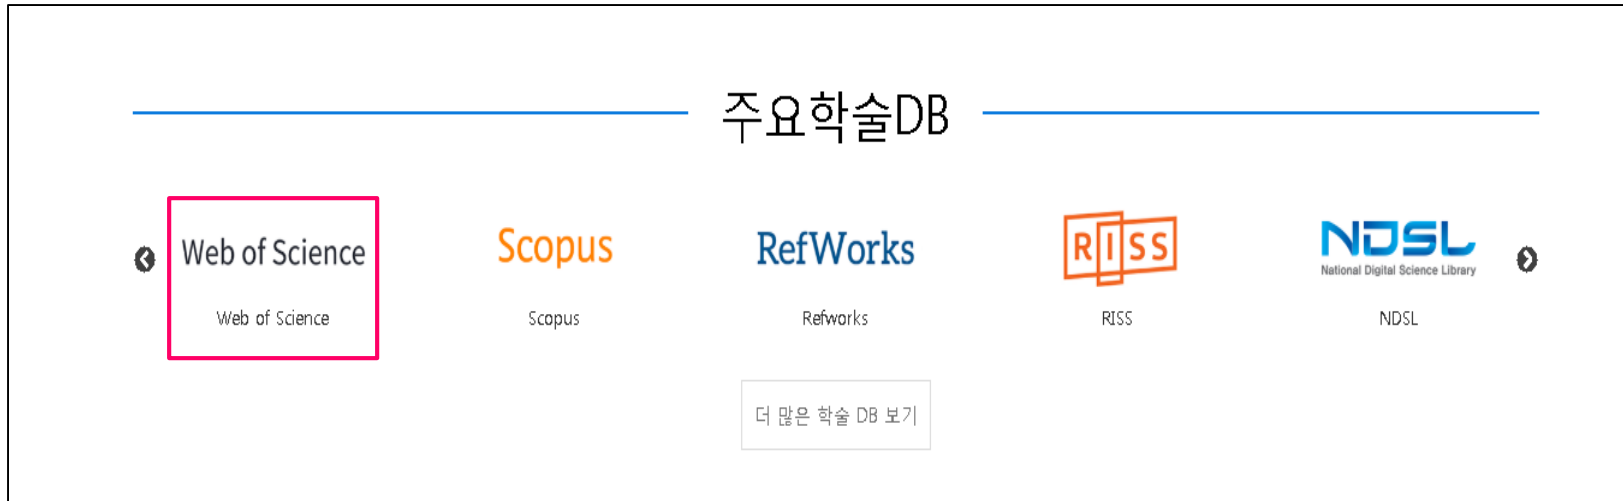 주요학술DB
Web of Science
Scopus
RefWorks
RISS
NDSL
National Digital Science Library
Web of Science
Scopus
Refworks
RISS
NDSL
더 많은 학술 DB 보기